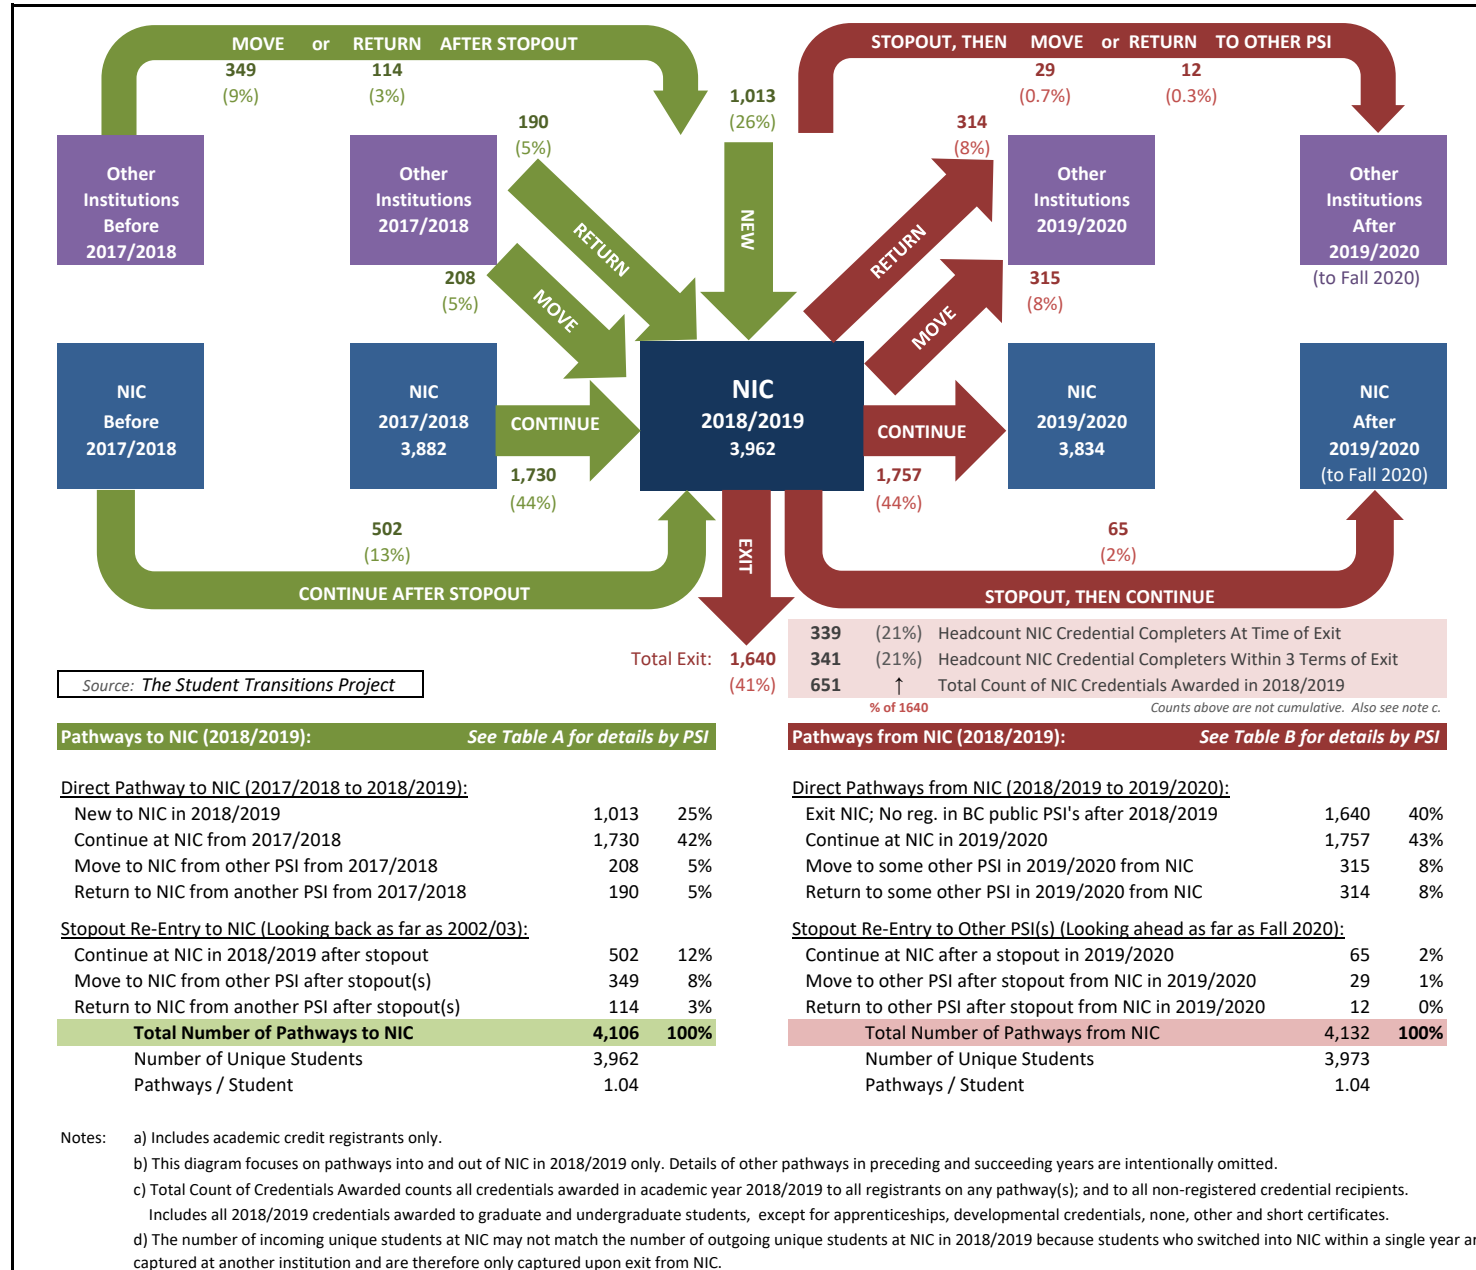 MOVE or RETURN AFTER STOPOUT
349 114
(9%) (3%)
STOPOUT, THEN MOVE or RETURN TO OTHER PSI
29 12
(0.7%) (0.3%)
1,013
(26%)
190
(5%)
314
(8%)
Other
Institutions
Before
2017/2018
Other
Institutions
2017/2018
Other
Institutions
2019/2020
Other
Institutions
After
2019/2020
(to Fall 2020)
RETURN
NEW
RETURN
208
(5%)
MOVE
315
(8%)
MOVE
NIC
Before
2017/2018
NIC
2017/2018
3,882
CONTINUE
1,730
(44%)
NIC
2018/2019
3,962
CONTINUE
1,757
(44%)
NIC
2019/2020
3,834
NIC
After
2019/2020
(to Fall 2020)
502
(13%)
CONTINUE AFTER STOPOUT
EXIT
65
(2%)
STOPOUT, THEN CONTINUE
Total Exit: 1,640
(41%)
339 (21%) Headcount NIC Credential Completers At Time of Exit
341 (21%) Headcount NIC Credential Completers Within 3 Terms of Exit
651 ↑ Total Count of NIC Credentials Awarded in 2018/2019
% of 1640 Counts above are not cumulative. Also see note c.
Source: The Student Transitions Project
Pathways to NIC (2018/2019): See Table A for details by PSI
Direct Pathway to NIC (2017/2018 to 2018/2019):
New to NIC in 2018/2019 1,013 25%
Continue at NIC from 2017/2018 1,730 42%
Move to NIC from other PSI from 2017/2018 208 5%
Return to NIC from another PSI from 2017/2018 190 5%
Stopout Re-Entry to NIC (Looking back as far as 2002/03):
Continue at NIC in 2018/2019 after stopout 502 12%
Move to NIC from other PSI after stopout(s) 349 8%
Return to NIC from another PSI after stopout(s) 114 3%
Total Number of Pathways to NIC 4,106 100%
Number of Unique Students 3,962
Pathways / Student 1.04
Pathways from NIC (2018/2019): See Table B for details by PSI
Direct Pathways from NIC (2018/2019 to 2019/2020):
Exit NIC; No reg. in BC public PSI's after 2018/2019 1,640 40%
Continue at NIC in 2019/2020 1,757 43%
Move to some other PSI in 2019/2020 from NIC 315 8%
Return to some other PSI in 2019/2020 from NIC 314 8%
Stopout Re-Entry to Other PSI(s) (Looking ahead as far as Fall 2020):
Continue at NIC after a stopout in 2019/2020 65 2%
Move to other PSI after stopout from NIC in 2019/2020 29 1%
Return to other PSI after stopout from NIC in 2019/2020 12 0%
Total Number of Pathways from NIC 4,132 100%
Number of Unique Students 3,973
Pathways / Student 1.04
Notes: a) Includes academic credit registrants only.
b) This diagram focuses on pathways into and out of NIC in 2018/2019 only. Details of other pathways in preceding and succeeding years are intentionally omitted.
c) Total Count of Credentials Awarded counts all credentials awarded in academic year 2018/2019 to all registrants on any pathway(s); and to all non-registered credential recipients.
Includes all 2018/2019 credentials awarded to graduate and undergraduate students, except for apprenticeships, developmental credentials, none, other and short certificates.
d) The number of incoming unique students at NIC may not match the number of outgoing unique students at NIC in 2018/2019 because students who switched into NIC within a single year
captured at another institution and are therefore only captured upon exit from NIC.